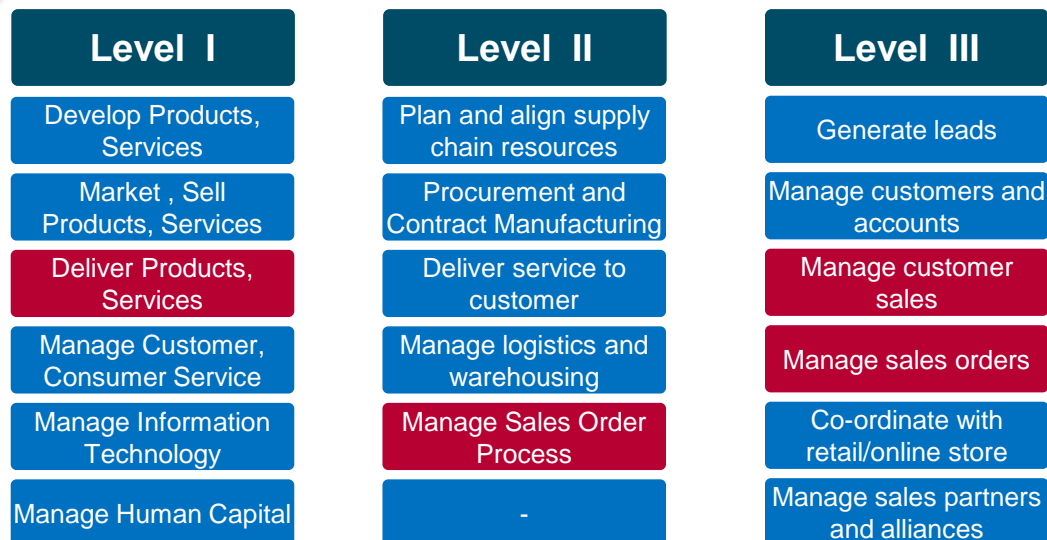 Level I
Develop Products,
Services
Market , Sell
Products, Services
Deliver Products,
Services
Manage Customer,
Consumer Service
Manage Information
Technology
Manage Human Capital
Level II
Plan and align supply
chain resources
Procurement and
Contract Manufacturing
Deliver service to
customer
Manage logistics and
warehousing
Manage Sales Order
Process
-
Level III
Generate leads
Manage customers and
accounts
Manage customer
sales
Manage sales orders
Co-ordinate with
retail/online store
Manage sales partners
and alliances